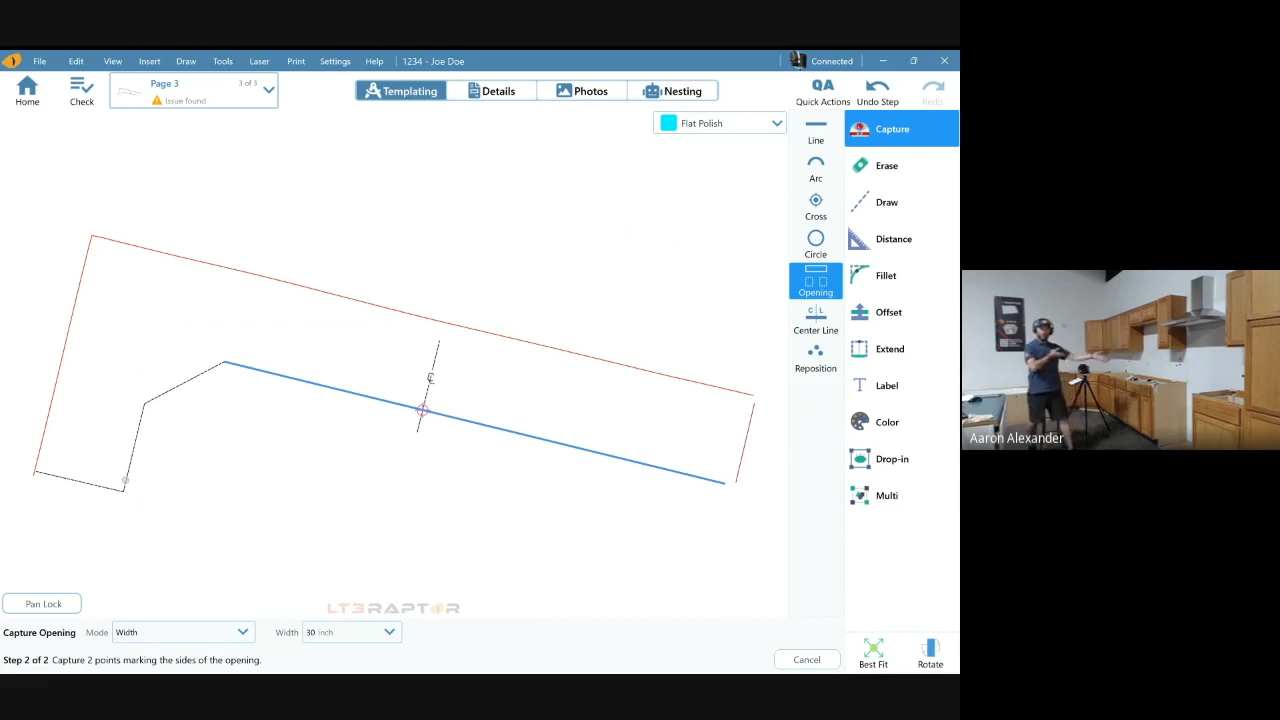 File Edit View Insert Draw Tools Laser Print Settings Help 1234 - Joe Doe Connected
Home Check Page 3 3 of 3 Issue found
Templating Details Photos Nesting
QA Quick Actions Undo Step Redo
Flat Polish
Line
Arc
Cross
Circle
Opening
C L
Center Line
Reposition
Capture
Erase
Draw
Distance
Fillet
Offset
Extend
T Label
Color
Drop-in
Multi
Aaron Alexander
Pan Lock
LT3RAPTOR
Capture Opening Mode Width Width 30 inch
Step 2 of 2 Capture 2 points marking the sides of the opening.
Cancel
Best Fit Rotate